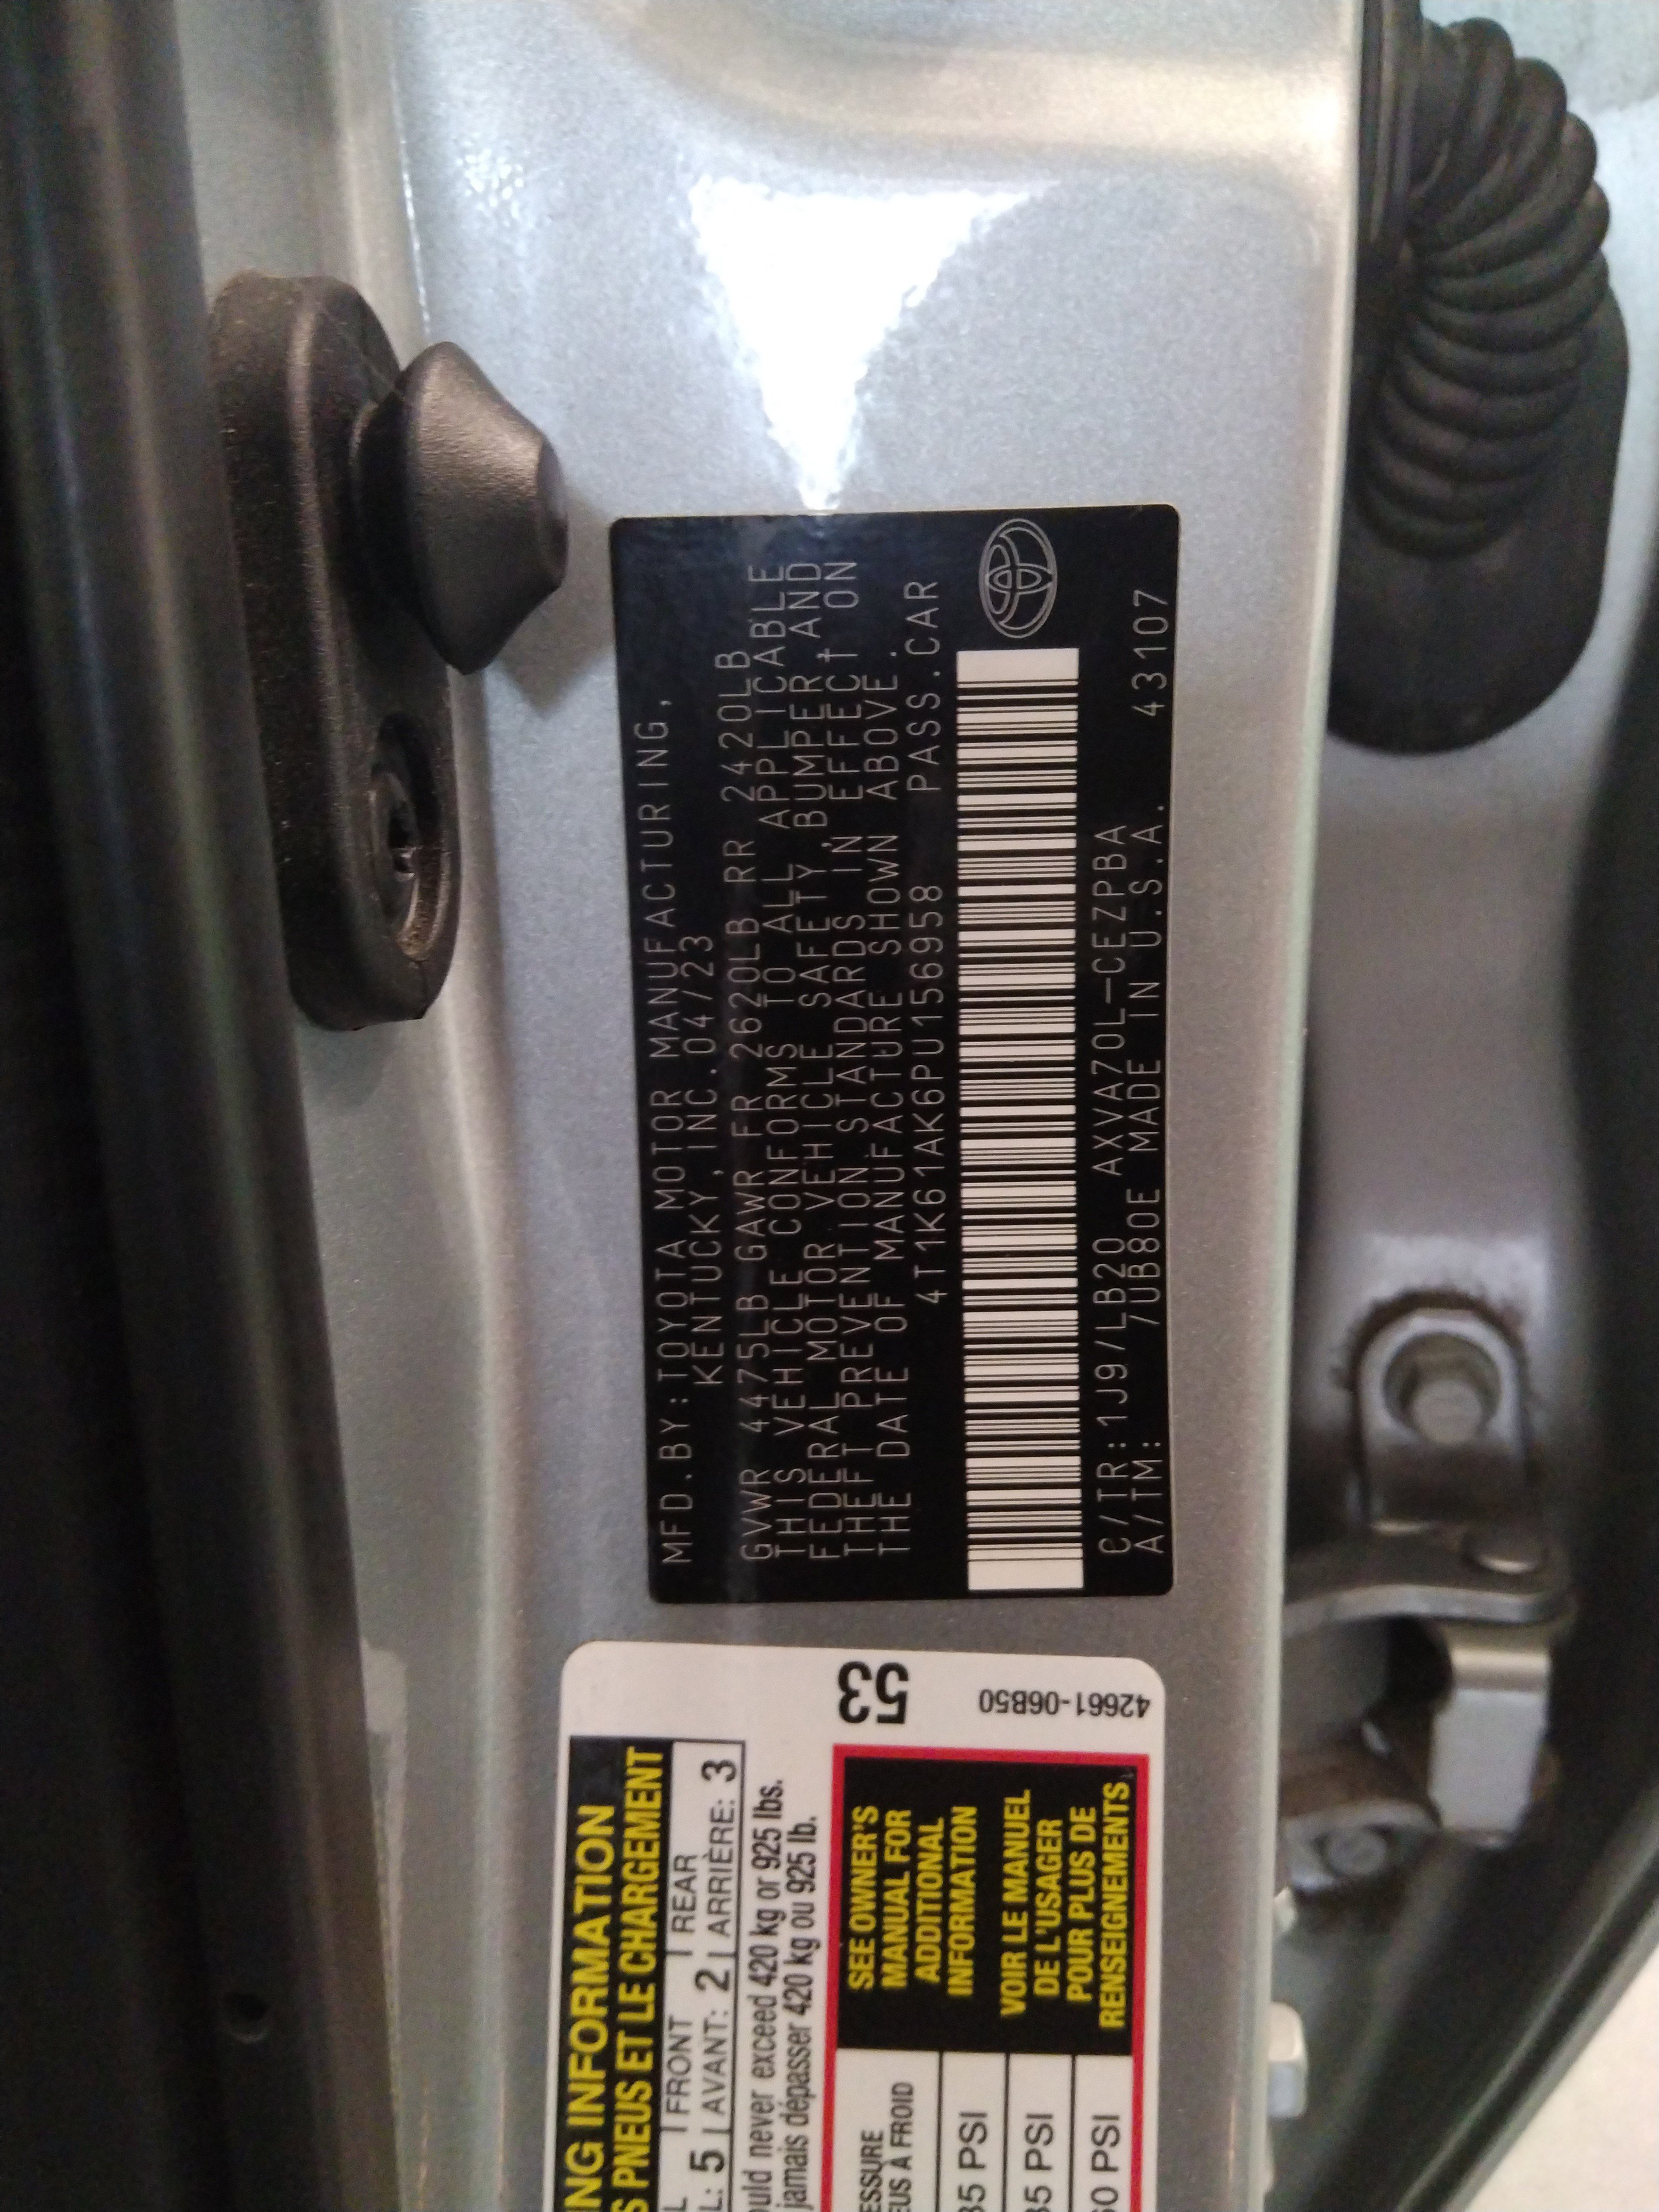 MFD.BY:TOYOTA MOTOR MANUFACTURING,
KENTUCKY,INC.04/23
GVWR 4475LB GAWR FR 2620LB RR 2420LB
THIS VEHICLE CONFORMS TO ALL APPLICABLE
FEDERAL MOTOR VEHICLE SAFETY,BUMPER,AND
THEFT PREVENTION STANDARDS IN EFFECT ON
THE DATE OF MANUFACTURE SHOWN ABOVE.
4T1K61AK6PU156958 PASS.CAR
C/TR:1J9/LB20 AXVA70L-CEZPBA
A/TM: /UB80E MADE IN U.S.A. 43107
53
42661-06B50
INFORMATION
PNEUS ET LE CHARGEMENT
FRONT REAR
5 AVANT: 2 ARRIÈRE: 3
never exceed 420 kg or 925 lbs.
jamais dépasser 420 kg ou 925 lb.
SEE OWNER'S
MANUAL FOR
ADDITIONAL
INFORMATION
VOIR LE MANUEL
DE L'USAGER
POUR PLUS DE
RENSEIGNEMENTS
À FROID
PSI
PSI
PSI